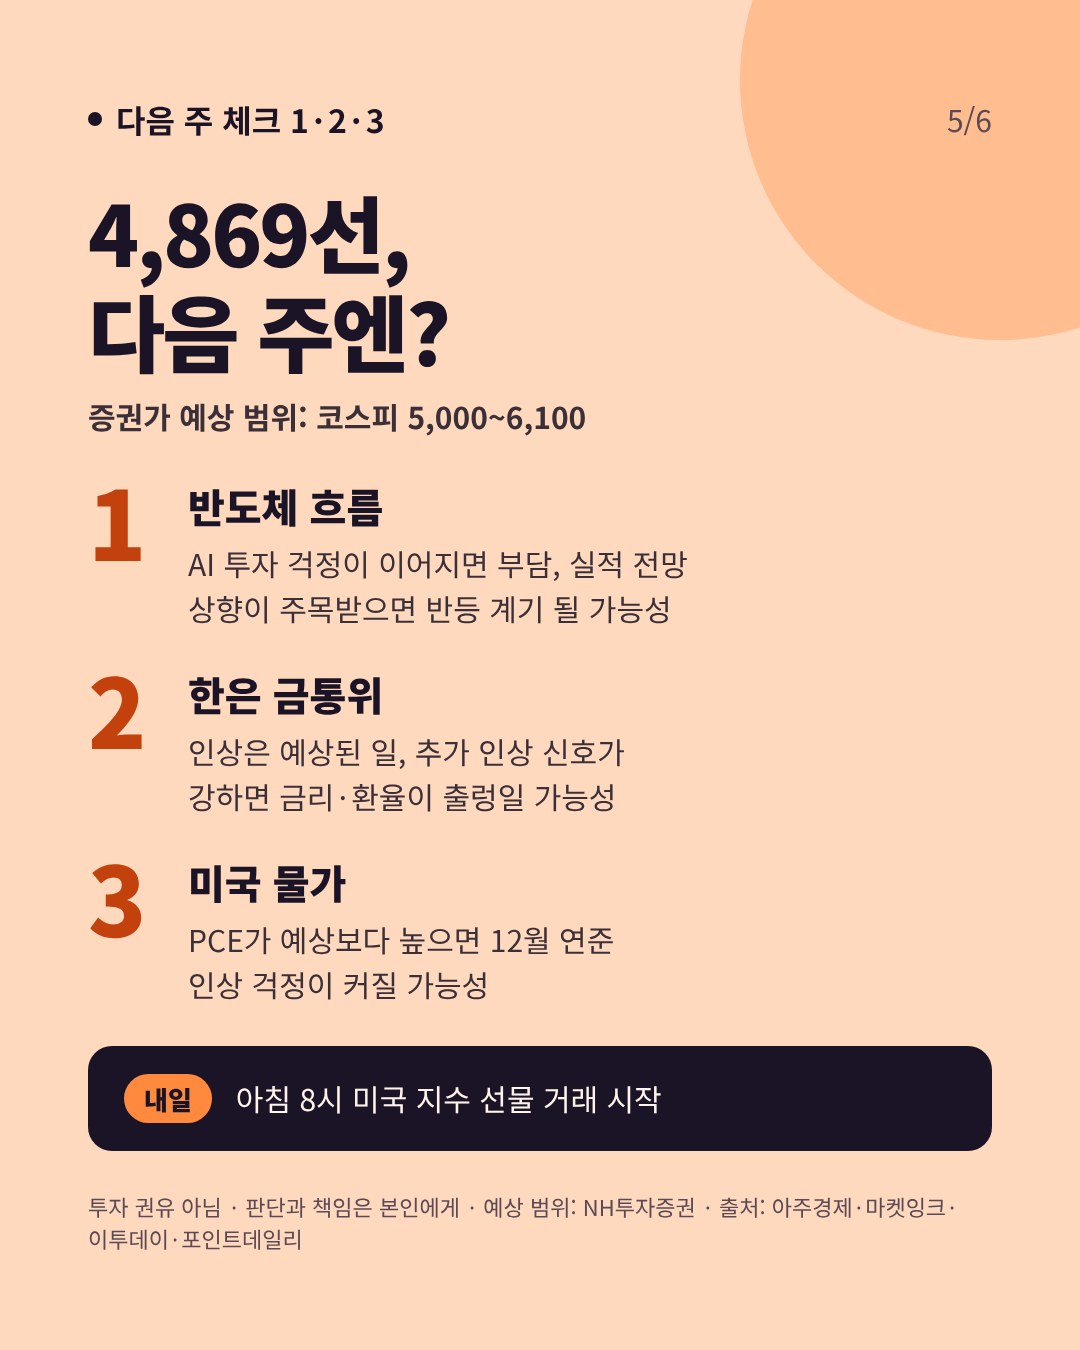 • 다음 주 체크 1·2·3
5/6
4,869선,
다음 주엔?
증권가 예상 범위: 코스피 5,000~6,100
1
반도체 흐름
AI 투자 걱정이 이어지면 부담, 실적 전망
상향이 주목받으면 반등 계기 될 가능성
2
한은 금통위
인상은 예상된 일, 추가 인상 신호가
강하면 금리·환율이 출렁일 가능성
3
미국 물가
PCE가 예상보다 높으면 12월 연준
인상 걱정이 커질 가능성
내일 아침 8시 미국 지수 선물 거래 시작
투자 권유 아님 · 판단과 책임은 본인에게 · 예상 범위: NH투자증권 · 출처: 아주경제·마켓잉크·
이투데이·포인트데일리